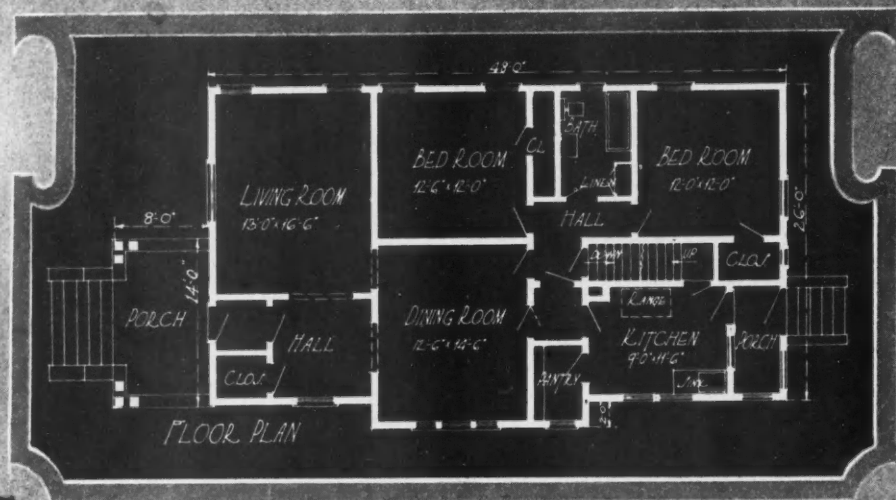 48'-0"
BED ROOM
12'-6" x 12'-0"
CL.
BATH
LINEN
BED ROOM
12'-0" x 12'-0"
LIVING ROOM
13'-0" x 16'-6"
HALL
26'-0"
8'-0"
14'-0"
DOWN
UP
CLOS.
PORCH
HALL
CLOS.
DINING ROOM
12'-6" x 14'-6"
RANGE
KITCHEN
9'-0" x 11'-6"
PORCH
PANTRY
SINK
2'-6"
FLOOR PLAN